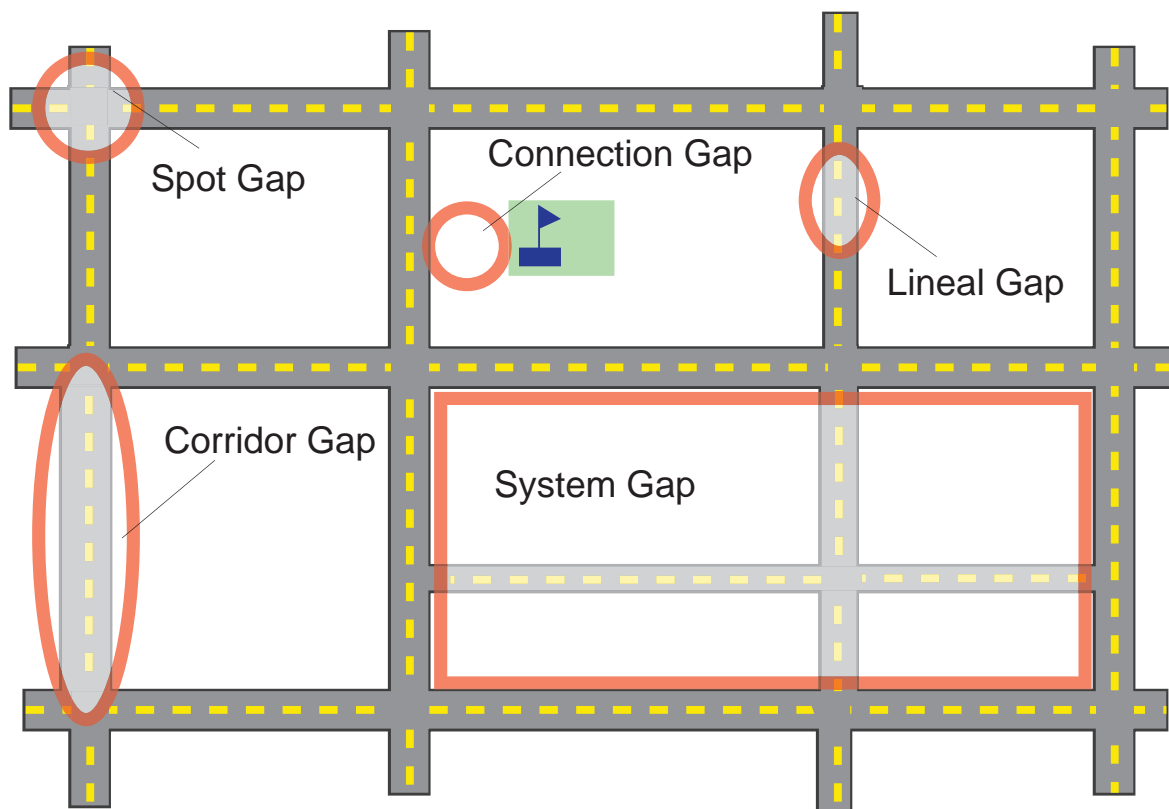 Connection Gap
Spot Gap
Lineal Gap
Corridor Gap
System Gap